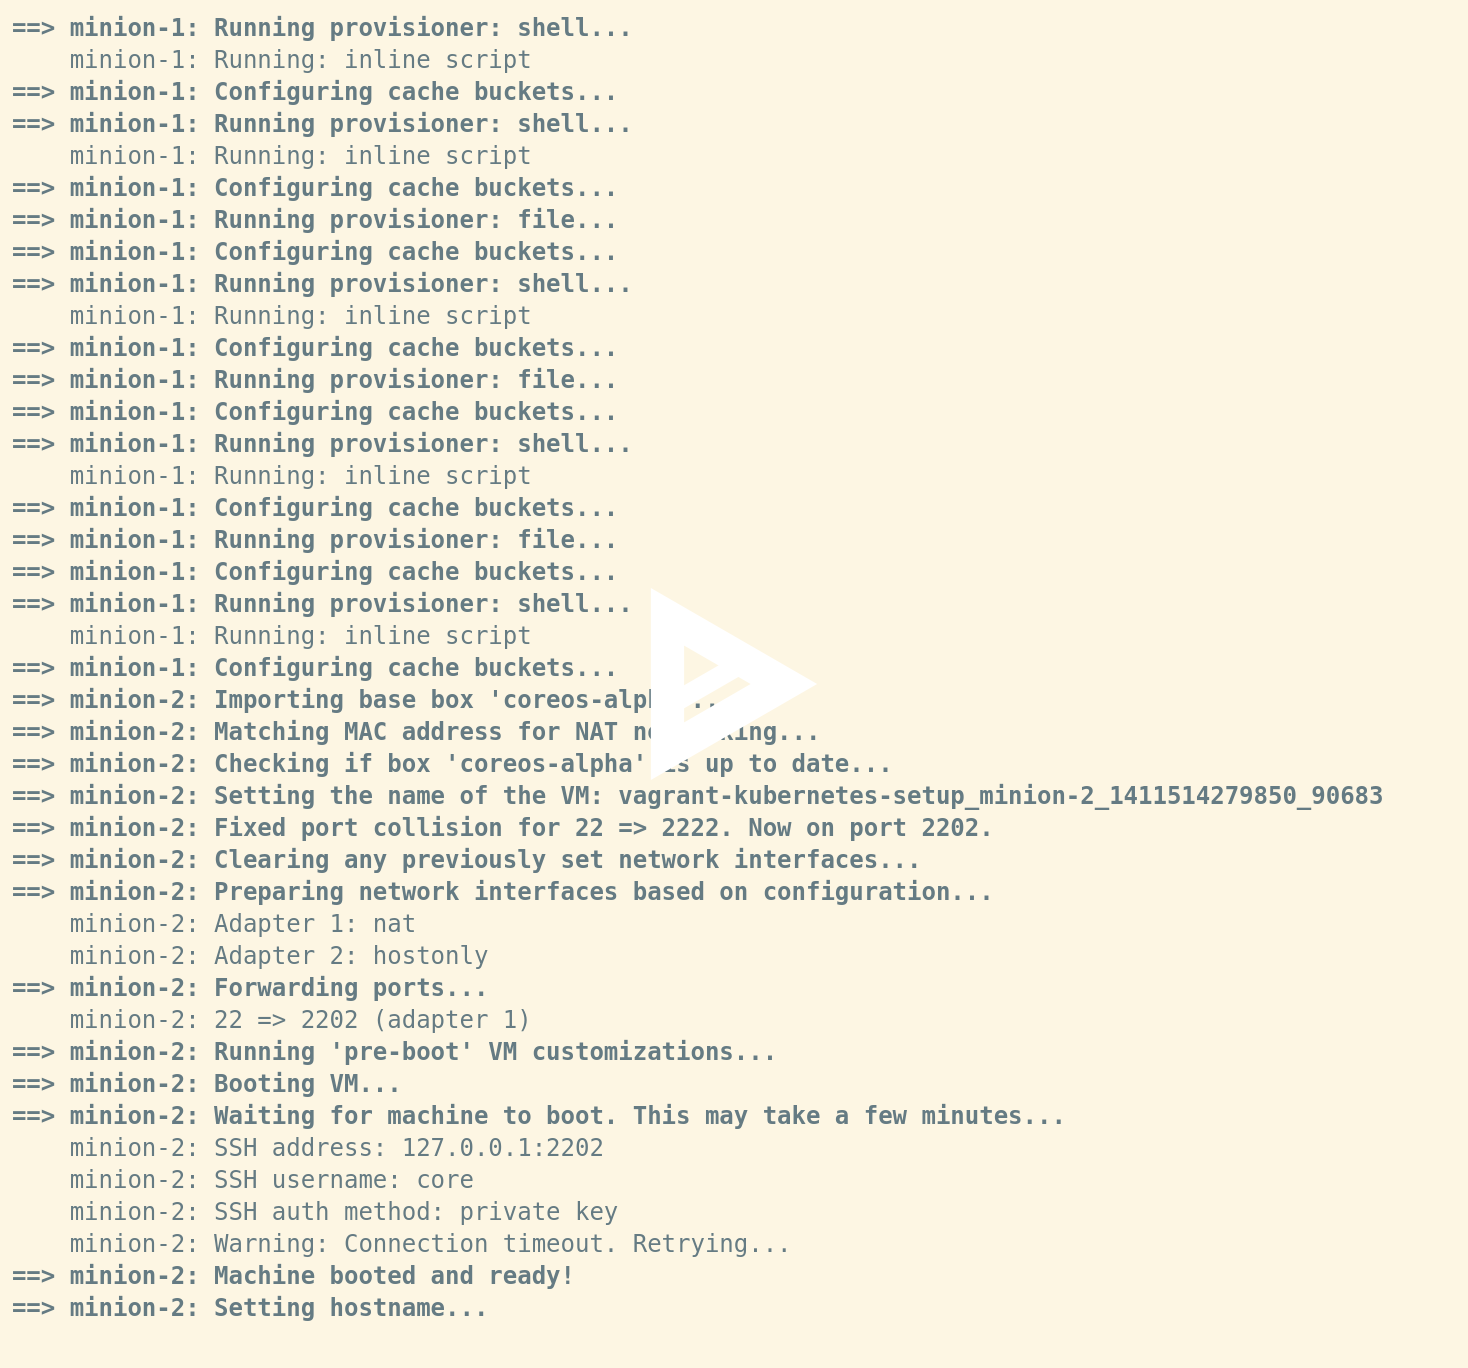 ==> minion-1: Running provisioner: shell...
    minion-1: Running: inline script
==> minion-1: Configuring cache buckets...
==> minion-1: Running provisioner: shell...
    minion-1: Running: inline script
==> minion-1: Configuring cache buckets...
==> minion-1: Running provisioner: file...
==> minion-1: Configuring cache buckets...
==> minion-1: Running provisioner: shell...
    minion-1: Running: inline script
==> minion-1: Configuring cache buckets...
==> minion-1: Running provisioner: file...
==> minion-1: Configuring cache buckets...
==> minion-1: Running provisioner: shell...
    minion-1: Running: inline script
==> minion-1: Configuring cache buckets...
==> minion-1: Running provisioner: file...
==> minion-1: Configuring cache buckets...
==> minion-1: Running provisioner: shell...
    minion-1: Running: inline script
==> minion-1: Configuring cache buckets...
==> minion-2: Importing base box
==> minion-2: Matching MAC address for NAT
==> minion-2: Checking if box 'coreos-alpha' is up to date...
==> minion-2: Setting the name of the VM: vagrant-kubernetes-setup_minion-2_1411514279850_90683
==> minion-2: Fixed port collision for 22 => 2222. Now on port 2202.
==> minion-2: Clearing any previously set network interfaces...
==> minion-2: Preparing network interfaces based on configuration...
    minion-2: Adapter 1: nat
    minion-2: Adapter 2: hostonly
==> minion-2: Forwarding ports...
    minion-2: 22 => 2202 (adapter 1)
==> minion-2: Running 'pre-boot' VM customizations...
==> minion-2: Booting VM...
==> minion-2: Waiting for machine to boot. This may take a few minutes...
    minion-2: SSH address: 127.0.0.1:2202
    minion-2: SSH username: core
    minion-2: SSH auth method: private key
    minion-2: Warning: Connection timeout. Retrying...
==> minion-2: Machine booted and ready!
==> minion-2: Setting hostname...